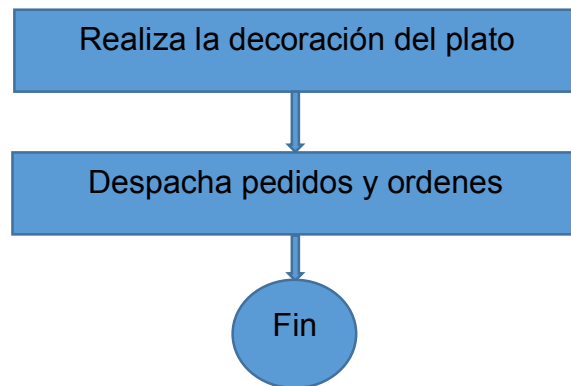 Realiza la decoración del plato
Despacha pedidos y ordenes
Fin